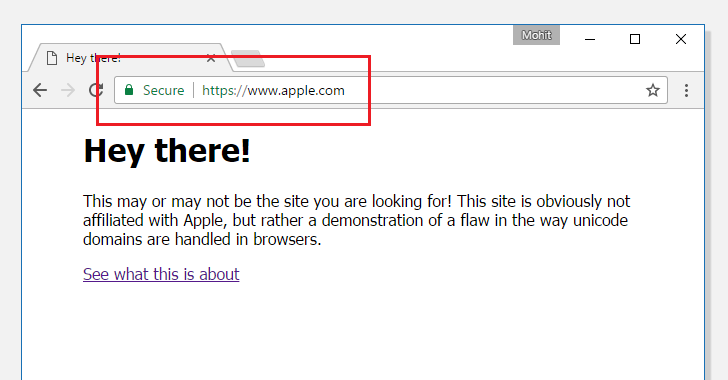 Mohit
Hey there!
Secure | https://www.apple.com
Hey there!
This may or may not be the site you are looking for! This site is obviously not
affiliated with Apple, but rather a demonstration of a flaw in the way unicode
domains are handled in browsers.
See what this is about